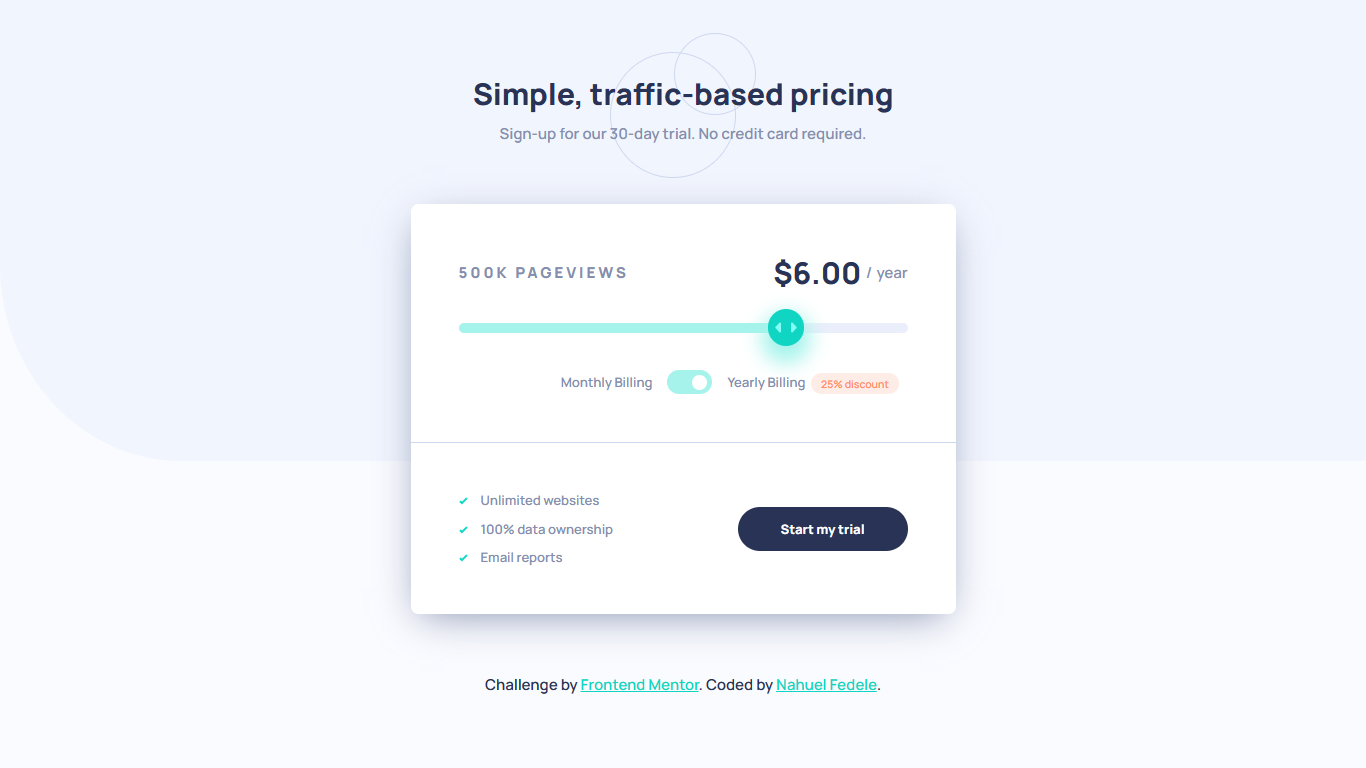 Simple, traffic-based pricing
Sign-up for our 30-day trial. No credit card required.
500K PAGEVIEWS
$6.00 / year
Monthly Billing
Yearly Billing
25% discount
Unlimited websites
100% data ownership
Email reports
Start my trial
Challenge by Frontend Mentor. Coded by Nahuel Fedele.